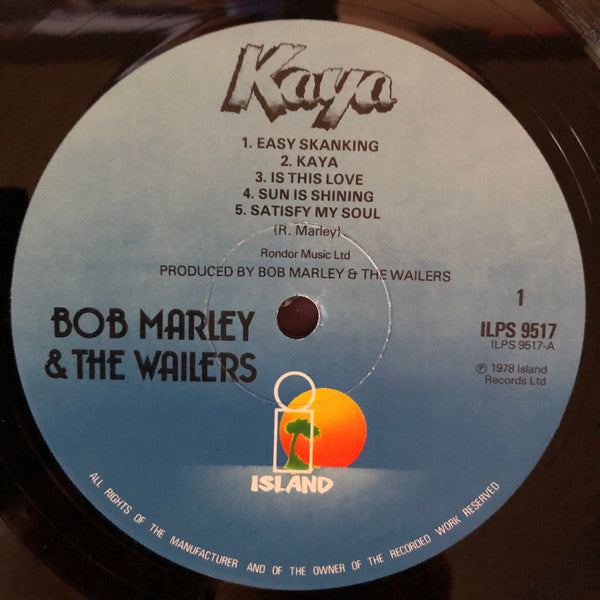 Kaya
1. EASY SKANKING
2. KAYA
3. IS THIS LOVE
4. SUN IS SHINING
5. SATISFY MY SOUL
(R. Marley)
Rondor Music Ltd
PRODUCED BY BOB MARLEY & THE WAILERS
BOB MARLEY
& THE WAILERS
1
ILPS 9517
ILPS 9517-A
℗ 1978 Island
Records Ltd
ISLAND
ALL RIGHTS OF THE MANUFACTURER AND OF THE OWNER OF THE RECORDED WORK RESERVED